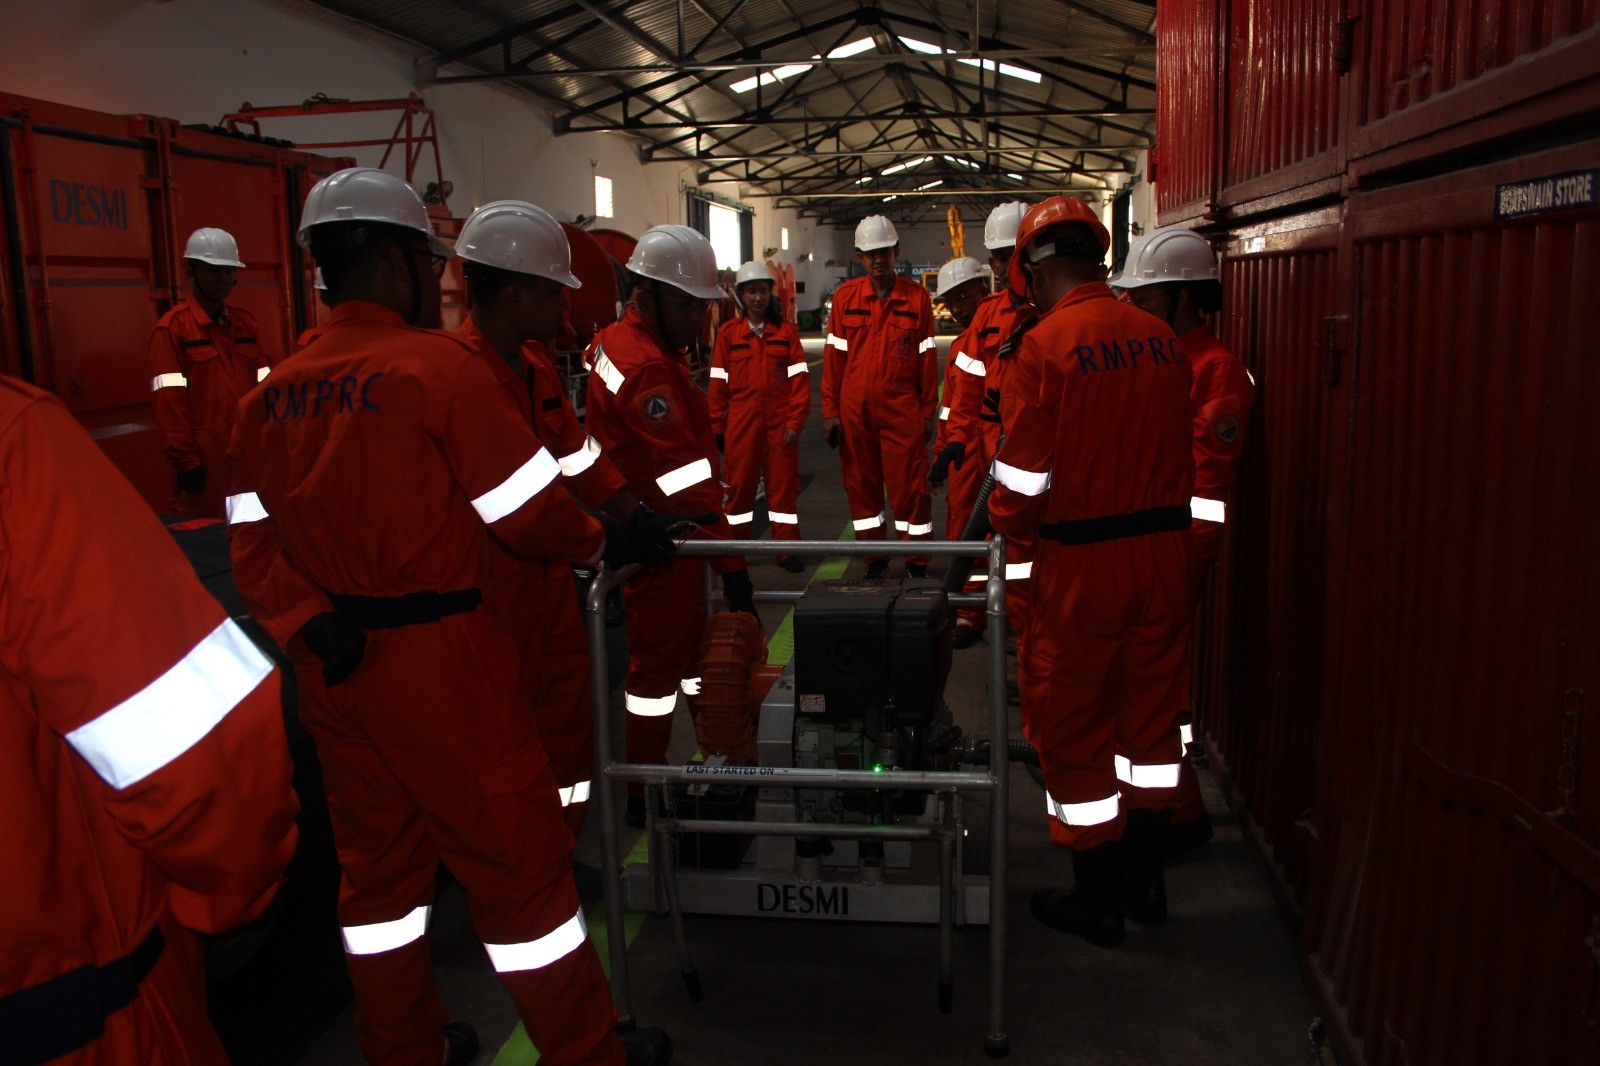 DESMI
BOATSWAIN STORE
RMPRC
RMPRC
LAST STARTED ON
DESMI